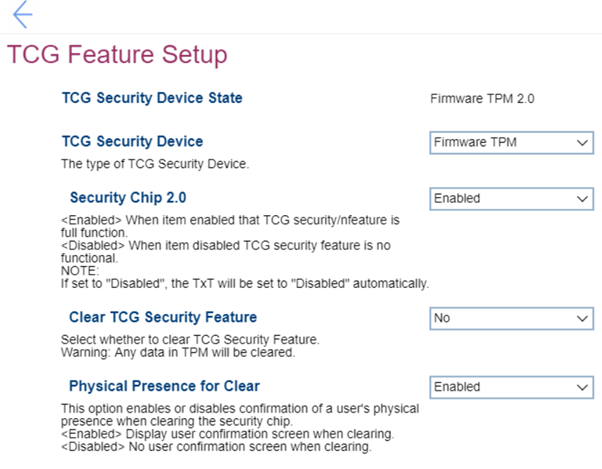 TCG Feature Setup
TCG Security Device State
Firmware TPM 2.0
TCG Security Device
Firmware TPM
The type of TCG Security Device.
Security Chip 2.0
Enabled
<Enabled> When item enabled that TCG security/nfeature is
full function.
<Disabled> When item disabled TCG security feature is no
functional.
NOTE:
If set to "Disabled", the TxT will be set to "Disabled" automatically.
Clear TCG Security Feature
No
Select whether to clear TCG Security Feature.
Warning: Any data in TPM will be cleared.
Physical Presence for Clear
Enabled
This option enables or disables confirmation of a user's physical
presence when clearing the security chip.
<Enabled> Display user confirmation screen when clearing.
<Disabled> No user confirmation screen when clearing.